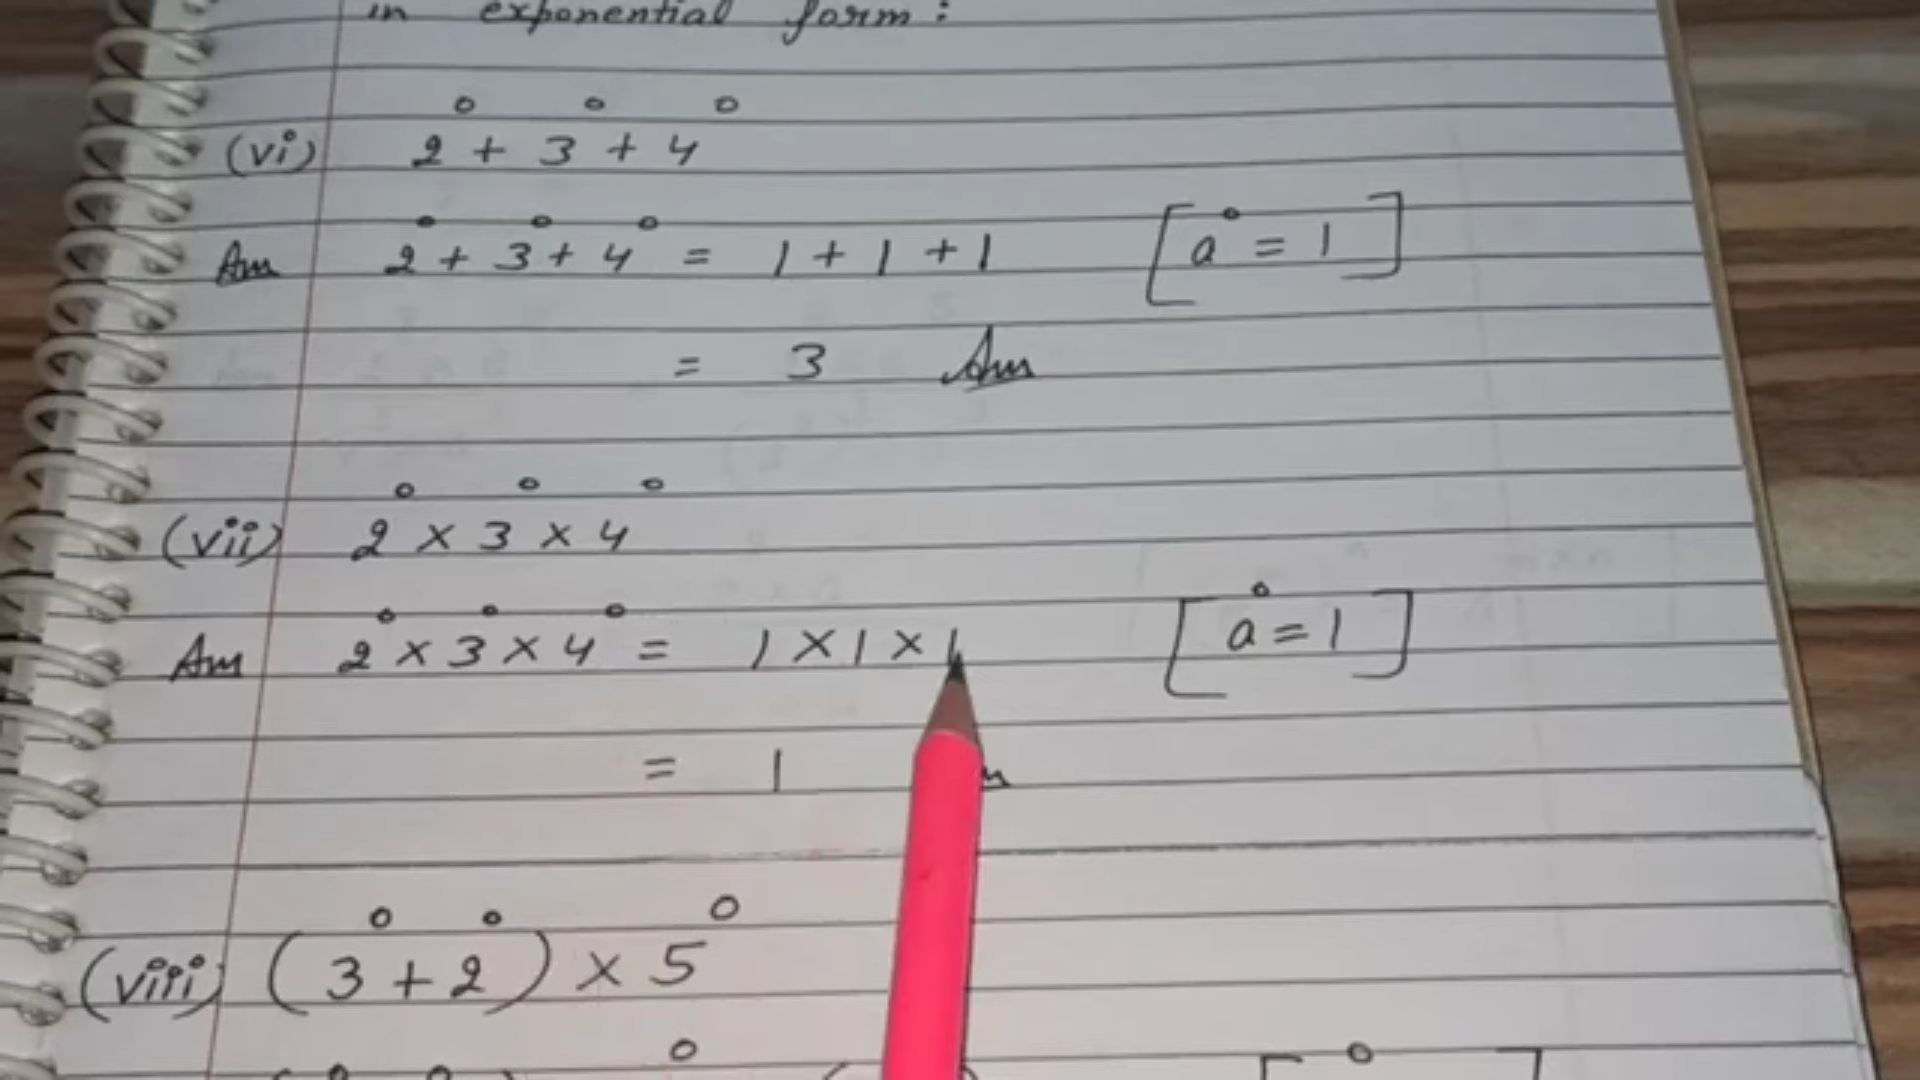 in exponential form:
(vi) 2⁰ + 3⁰ + 4⁰
Ans 2⁰ + 3⁰ + 4⁰ = 1 + 1 + 1 [a⁰ = 1]
= 3 Ans
(vii) 2⁰ × 3⁰ × 4⁰
Ans 2⁰ × 3⁰ × 4⁰ = 1 × 1 × 1 [a⁰ = 1]
= 1
(viii) (3⁰ + 2⁰) × 5⁰